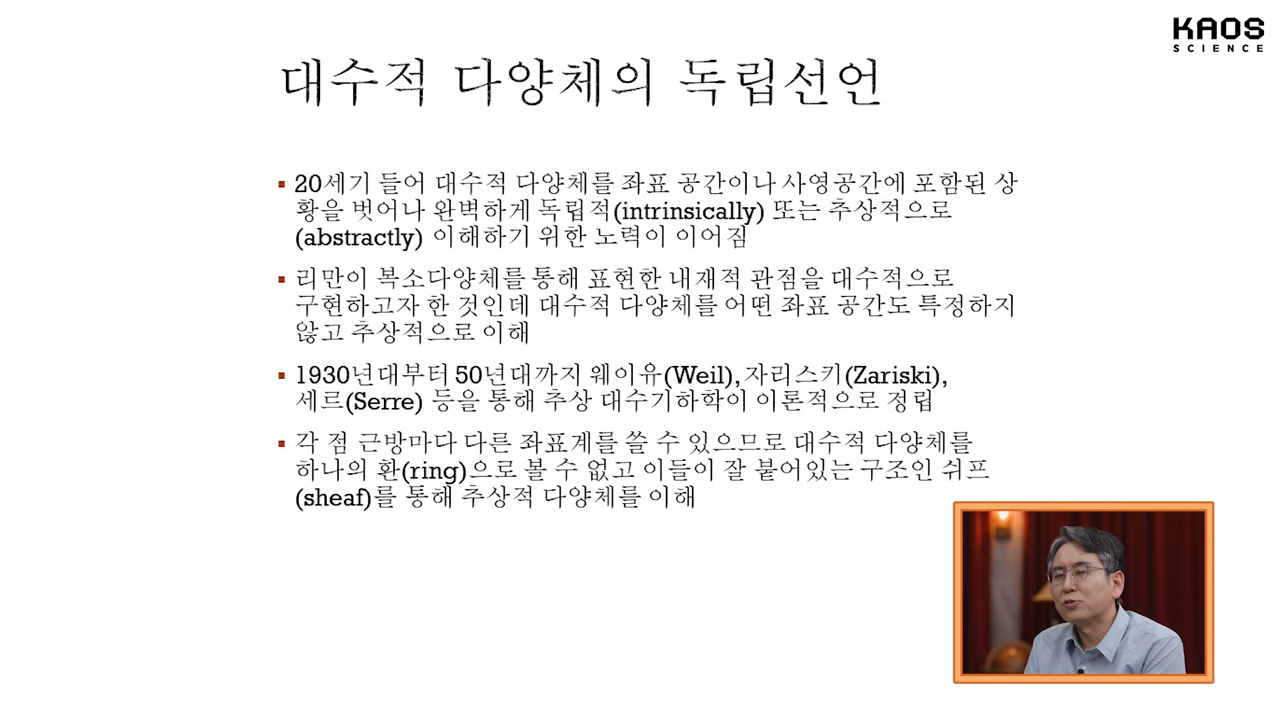 KAOS
SCIENCE
대수적 다양체의 독립선언
▪ 20세기 들어 대수적 다양체를 좌표 공간이나 사영공간에 포함된 상
황을 벗어나 완벽하게 독립적(intrinsically) 또는 추상적으로
(abstractly) 이해하기 위한 노력이 이어짐
▪ 리만이 복소다양체를 통해 표현한 내재적 관점을 대수적으로
구현하고자 한 것인데 대수적 다양체를 어떤 좌표 공간도 특정하지
않고 추상적으로 이해
▪ 1930년대부터 50년대까지 웨이유(Weil), 자리스키(Zariski),
세르(Serre) 등을 통해 추상 대수기하학이 이론적으로 정립
▪ 각 점 근방마다 다른 좌표계를 쓸 수 있으므로 대수적 다양체를
하나의 환(ring)으로 볼 수 없고 이들이 잘 붙어있는 구조인 쉬프
(sheaf)를 통해 추상적 다양체를 이해